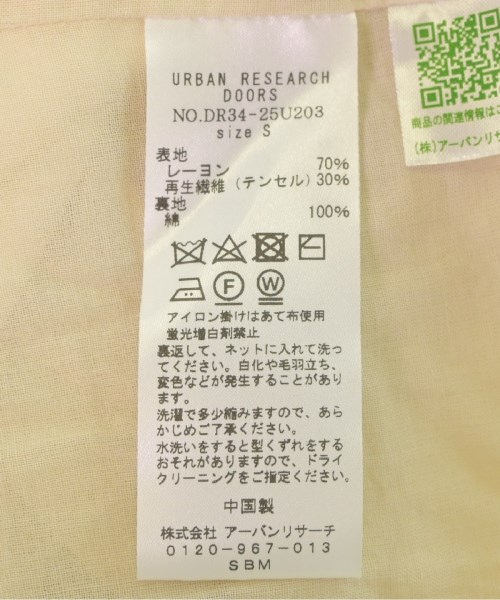 URBAN RESEARCH
DOORS
NO.DR34-25U203
size S
表地
レーヨン 70%
再生繊維 (テンセル) 30%
裏地
綿 100%
F W
アイロン掛けはあて布使用
蛍光増白剤禁止
裏返して、ネットに入れて洗っ
てください。白化や毛羽立ち、
変色などが発生することがあり
ます。
洗濯で多少縮みますので、あら
かじめご了承ください。
水洗いをすると型くずれをする
おそれがありますので、ドライ
クリーニングをご指定ください。
中国製
株式会社 アーバンリサーチ
0120-967-013
SBM
商品の関連情報はこ
(株)アーバンリサ